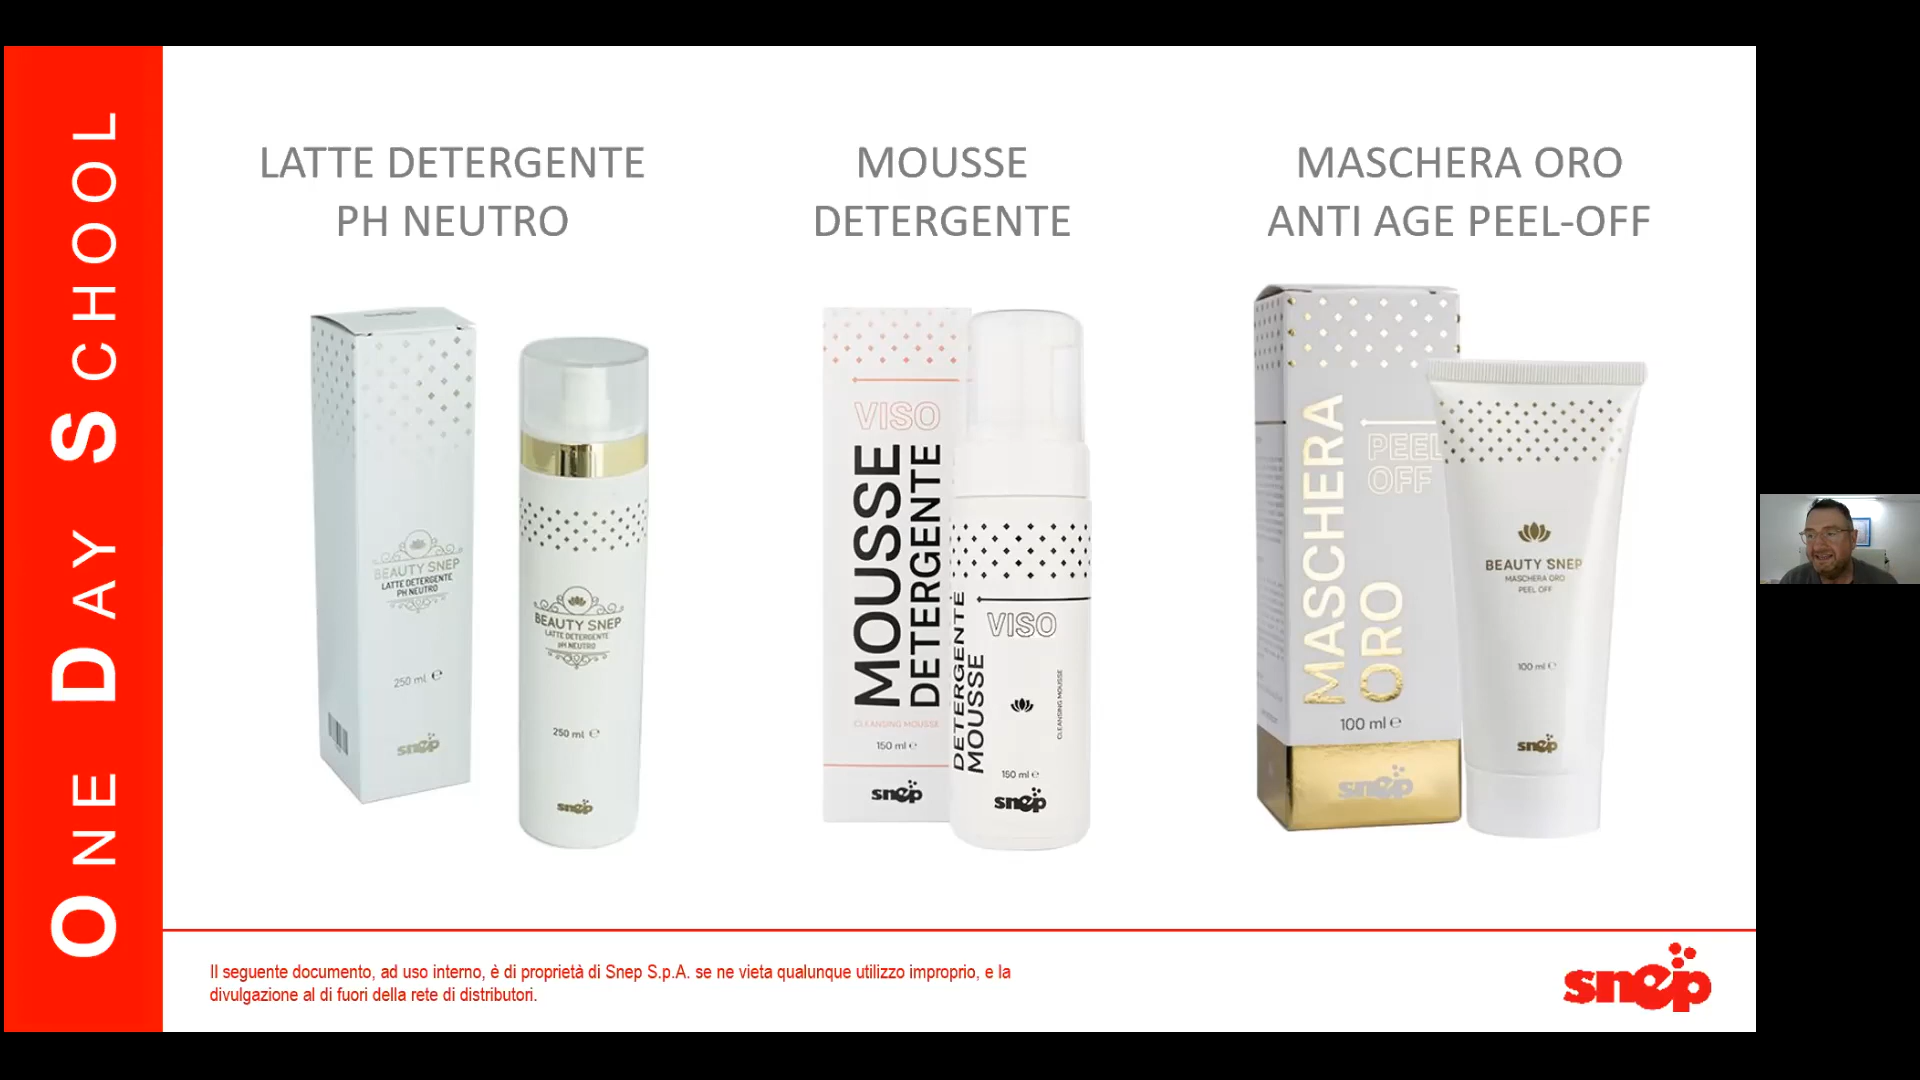 ONE DAY SCHOOL
LATTE DETERGENTE
PH NEUTRO
MOUSSE
DETERGENTE
MASCHERA ORO
ANTI AGE PEEL-OFF
BEAUTY SNEP
LATTE DETERGENTE
PH NEUTRO
250 ml ℮
snep
BEAUTY SNEP
LATTE DETERGENTE
pH NEUTRO
250 ml ℮
snep
VISO
MOUSSE
DETERGENTE
CLEANSING MOUSSE
150 ml ℮
snep
VISO
DETERGENTE
MOUSSE
CLEANSING MOUSSE
150 ml ℮
snep
PEEL
OFF
MASCHERA
ORO
100 ml ℮
snep
BEAUTY SNEP
MASCHERA ORO
PEEL OFF
100 ml ℮
snep
Il seguente documento, ad uso interno, è di proprietà di Snep S.p.A. se ne vieta qualunque utilizzo improprio, e la
divulgazione al di fuori della rete di distributori.
snep